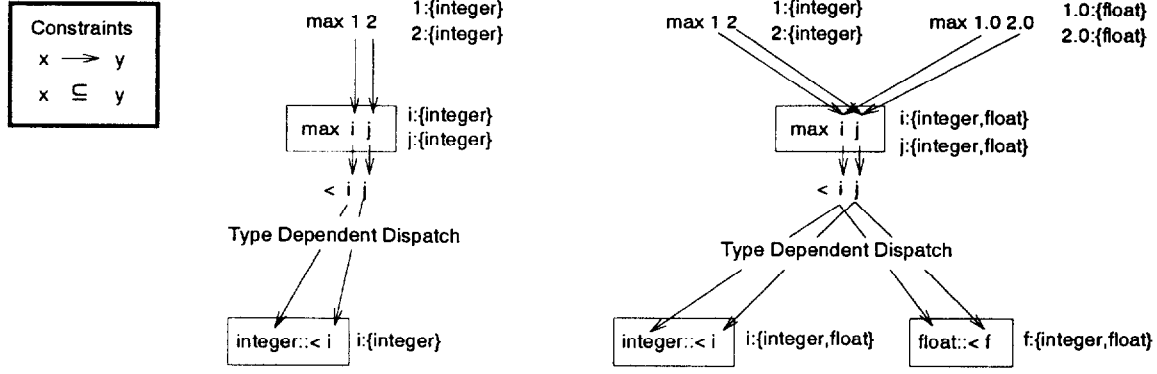 Constraints
x → y
x ⊆ y
max 1 2
1:{integer}
2:{integer}
max i j
i:{integer}
j:{integer}
< i j
Type Dependent Dispatch
integer::< i
i:{integer}
max 1 2
1:{integer}
2:{integer}
max 1.0 2.0
1.0:{float}
2.0:{float}
max i j
i:{integer,float}
j:{integer,float}
< i j
Type Dependent Dispatch
integer::< i
i:{integer,float}
float::< f
f:{integer,float}